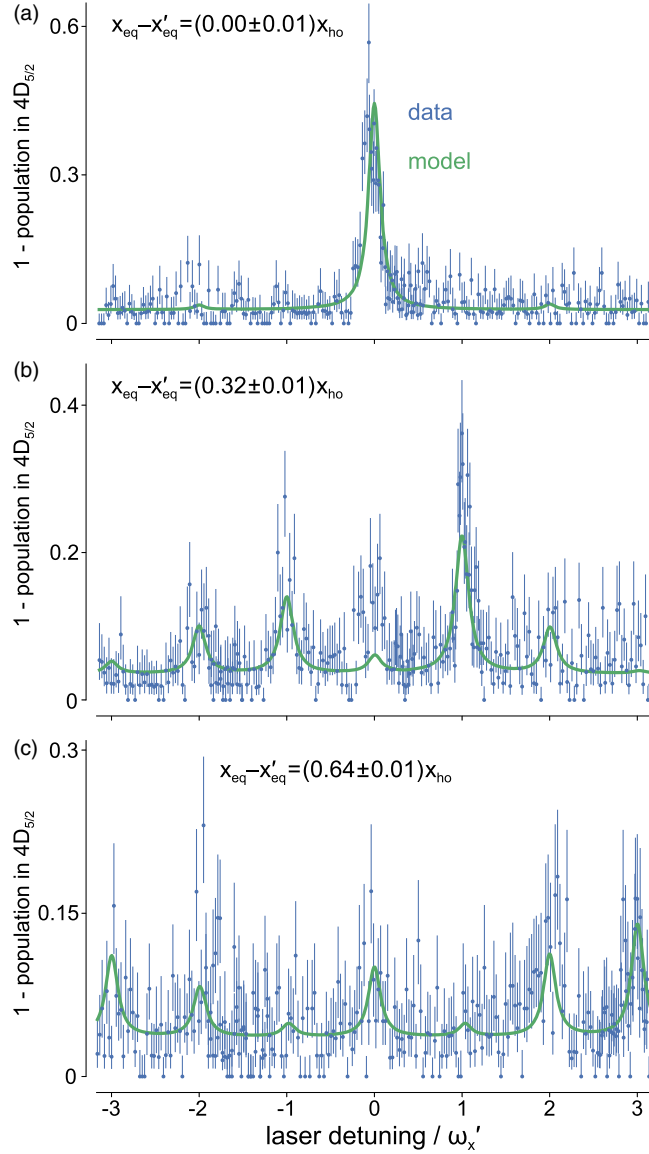 (a)
x_eq−x′_eq=(0.00±0.01)x_ho
0.6
0.3
0
1 - population in 4D_5/2
data
model
(b)
x_eq−x′_eq=(0.32±0.01)x_ho
0.4
0.2
0
1 - population in 4D_5/2
(c)
x_eq−x′_eq=(0.64±0.01)x_ho
0.3
0.15
0
1 - population in 4D_5/2
-3 -2 -1 0 1 2 3
laser detuning / ω_x′